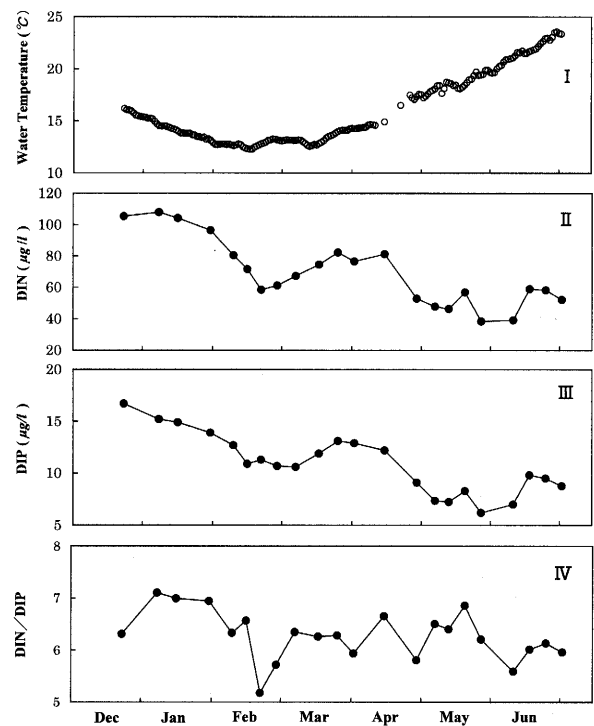 25
20
15
10
Water Temperature (℃)
I
120
100
80
60
40
20
DIN (μg/l)
II
20
15
10
5
DIP (μg/l)
III
8
7
6
5
DIN/DIP
IV
Dec Jan Feb Mar Apr May Jun